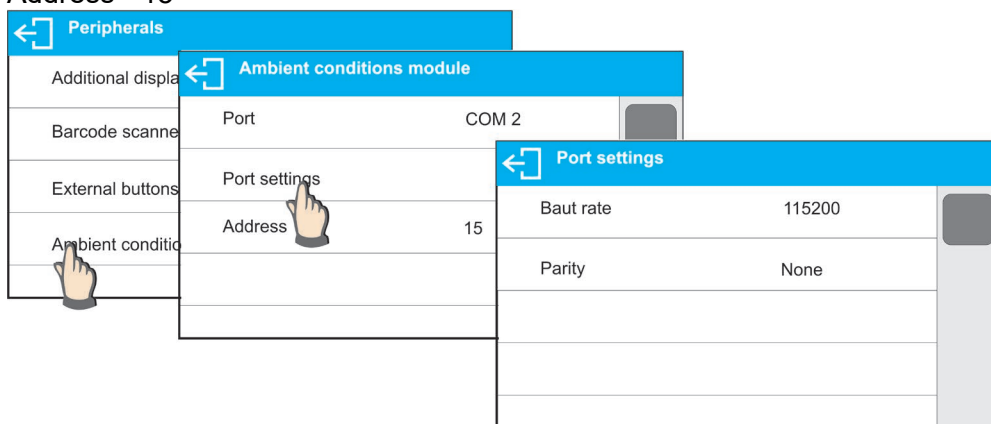 Address 15
Peripherals
Additional displa
Barcode scanne
External buttons
Ambient conditio
Ambient conditions module
Port COM 2
Port settings
Address 15
Port settings
Baut rate 115200
Parity None